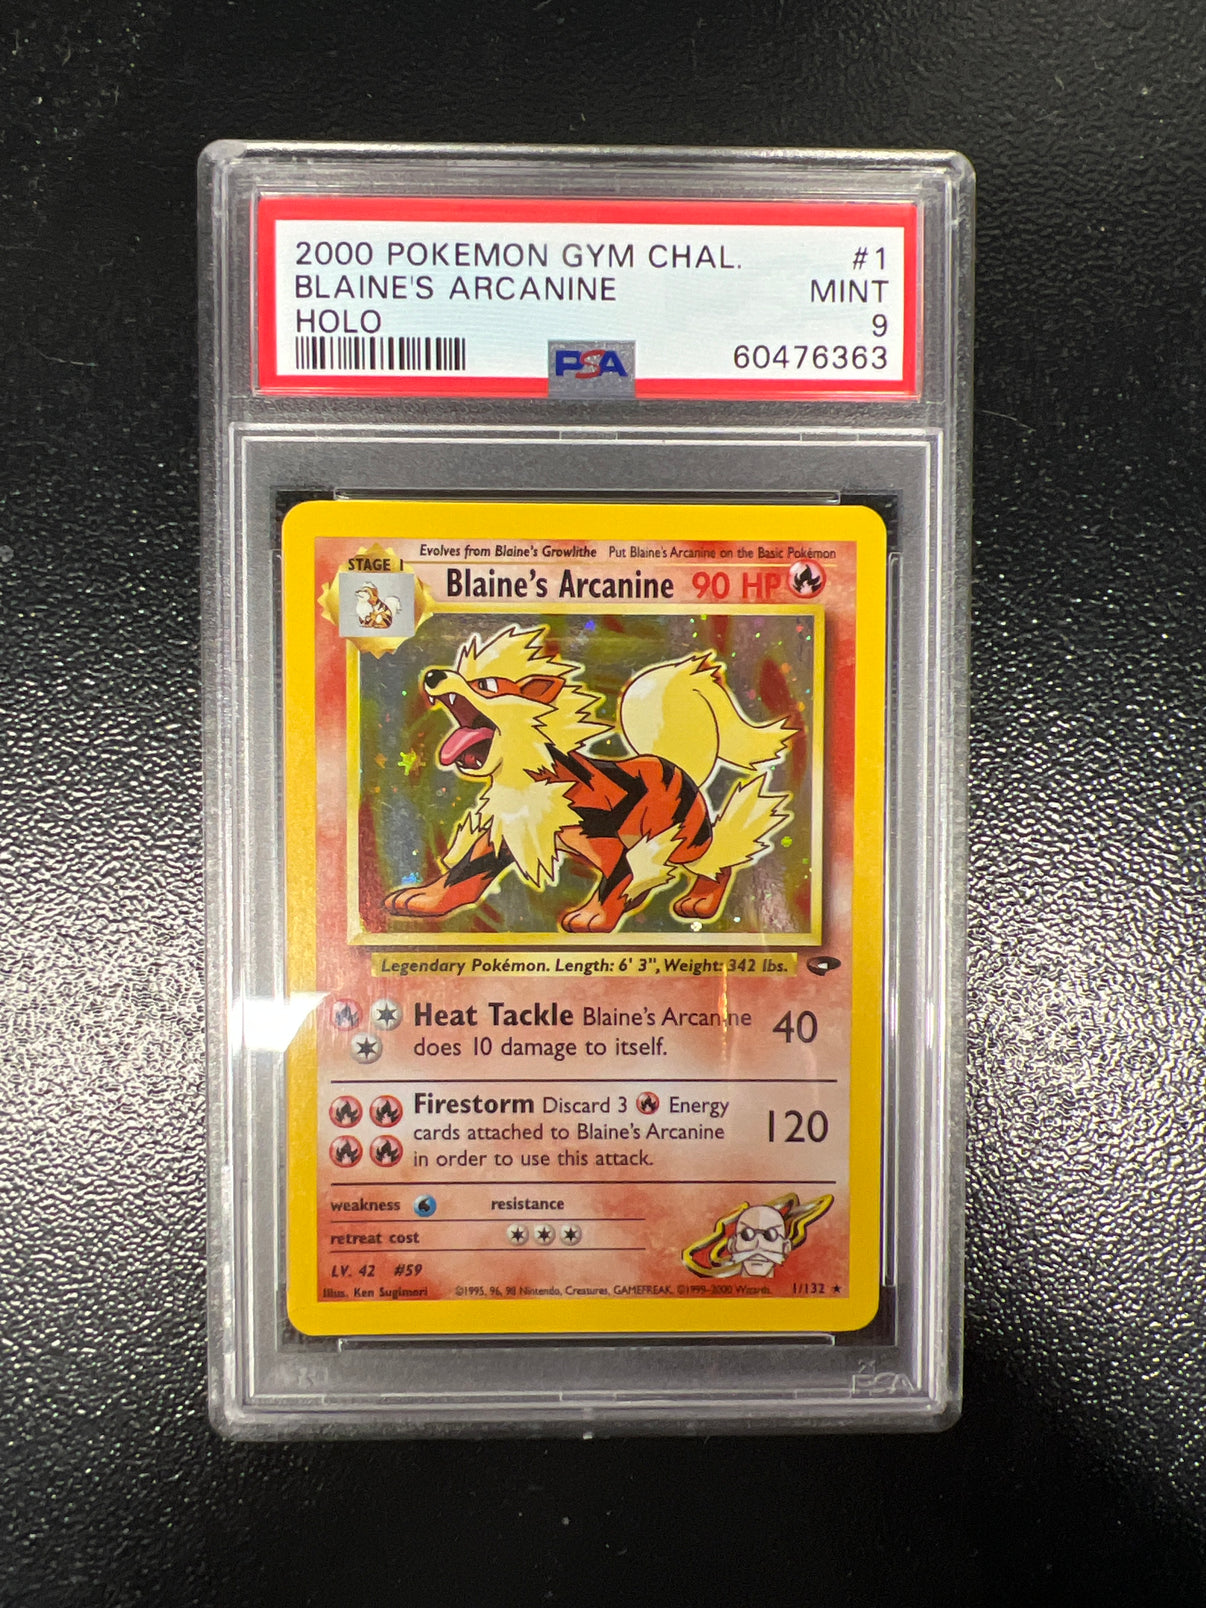 2000 POKEMON GYM CHAL. #1
BLAINE'S ARCANINE MINT
HOLO 9
PSA 60476363
Evolves from Blaine's Growlithe Put Blaine's Arcanine on the Basic Pokémon
STAGE 1
Blaine's Arcanine 90 HP
Legendary Pokémon. Length: 6' 3", Weight: 342 lbs.
Heat Tackle Blaine's Arcanine 40
does 10 damage to itself.
Firestorm Discard 3 Energy
cards attached to Blaine's Arcanine 120
in order to use this attack.
weakness resistance
retreat cost
LV. 42 #59
Illus. Ken Sugimori ©1995, 96, 98 Nintendo, Creatures, GAMEFREAK. ©1999-2000 Wizards. 1/132 ★
PSA